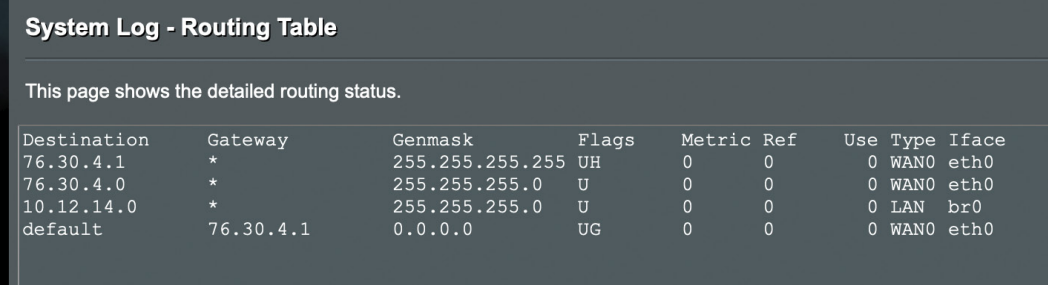 System Log - Routing Table
This page shows the detailed routing status.
Destination Gateway Genmask Flags Metric Ref Use Type Iface
76.30.4.1 * 255.255.255.255 UH 0 0 0 WAN0 eth0
76.30.4.0 * 255.255.255.0 U 0 0 0 WAN0 eth0
10.12.14.0 * 255.255.255.0 U 0 0 0 LAN br0
default 76.30.4.1 0.0.0.0 UG 0 0 0 WAN0 eth0